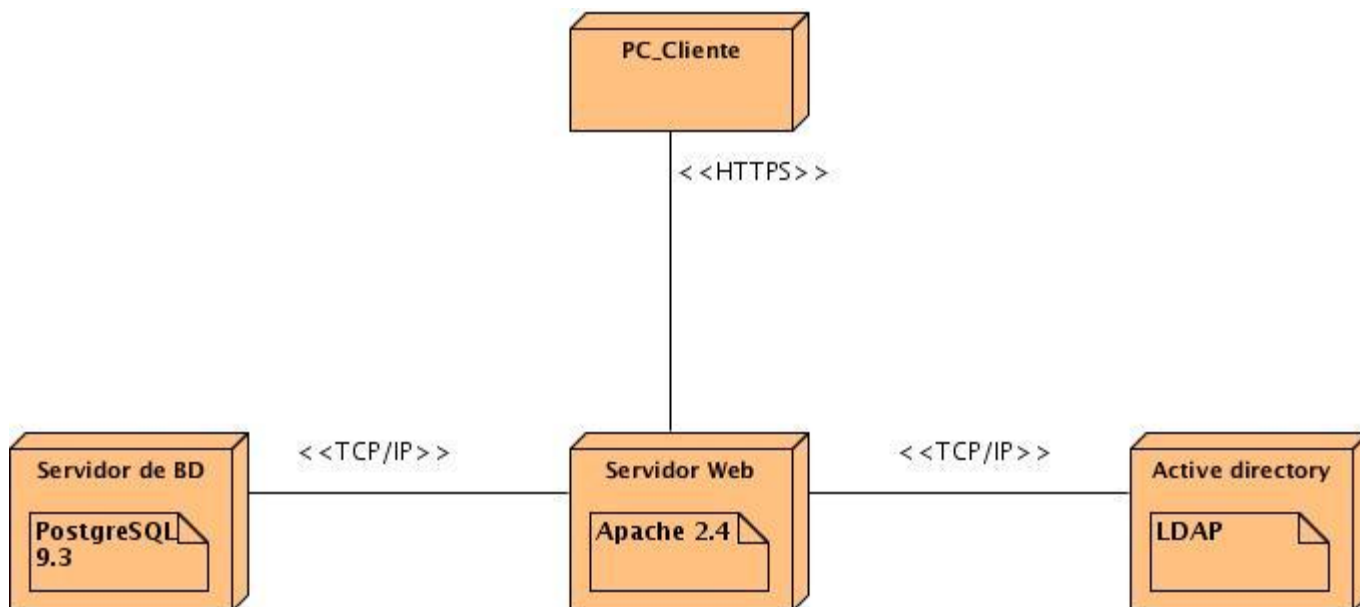 PC_Cliente
<<HTTPS>>
Servidor de BD
<<TCP/IP>>
Servidor Web
<<TCP/IP>>
Active directory
PostgreSQL
9.3
Apache 2.4
LDAP